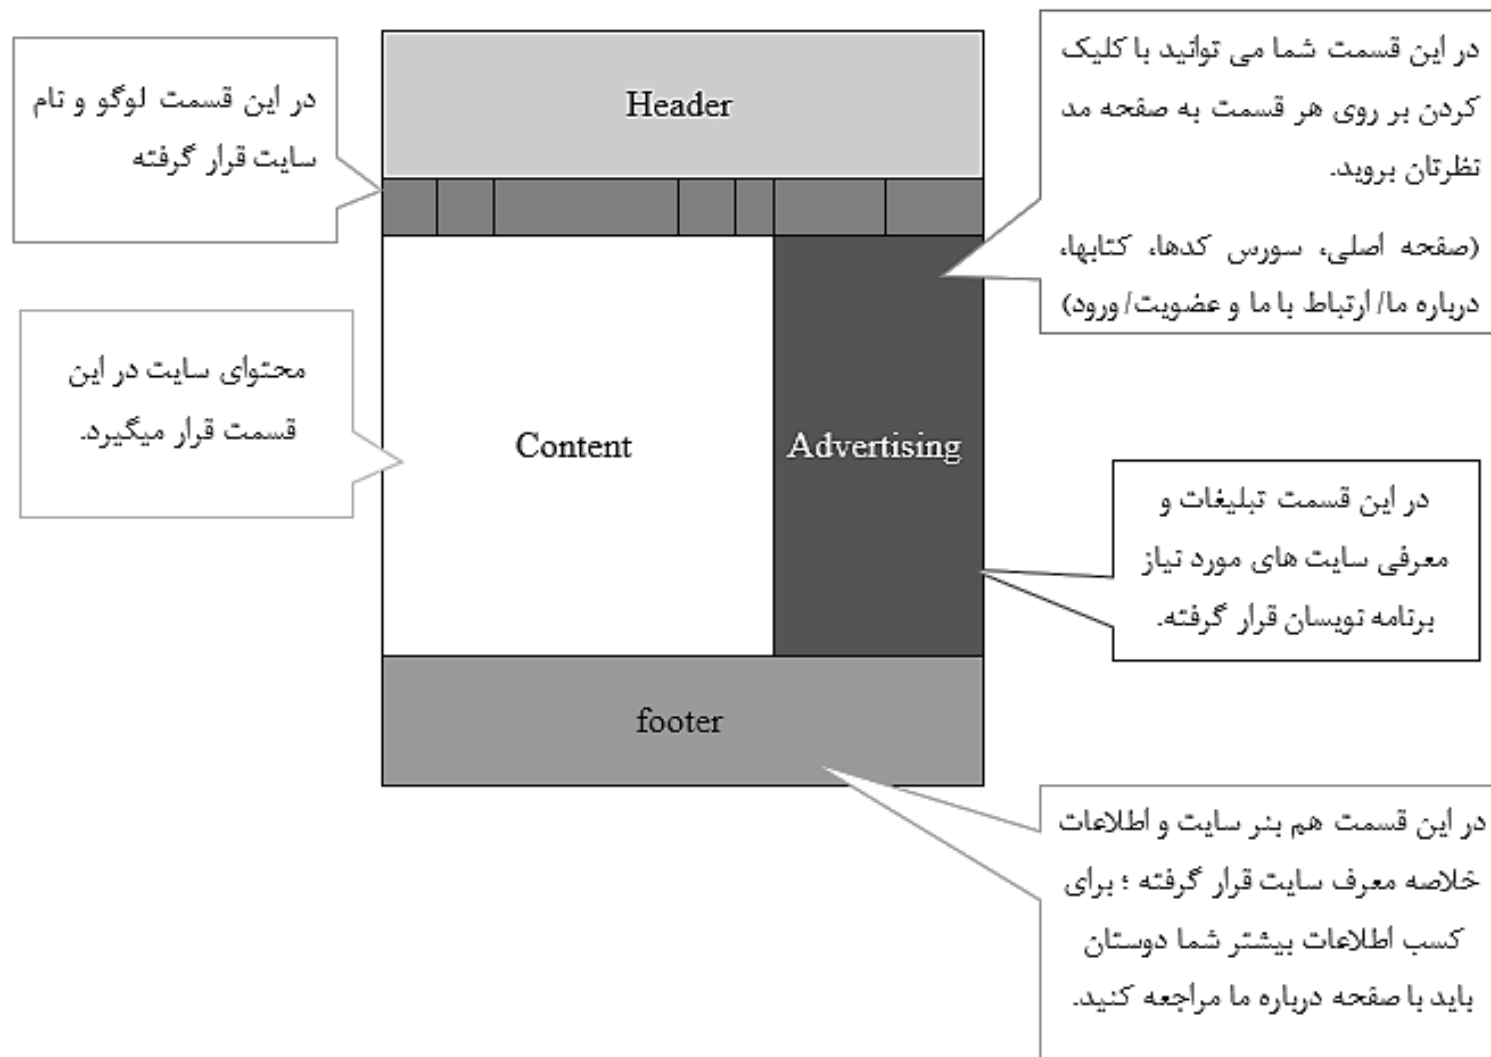 در این قسمت شما می توانید با کلیک
کردن بر روی هر قسمت به صفحه مد
نظرتان بروید.
(صفحه اصلی، سورس کدها، کتابها،
درباره ما/ ارتباط با ما و عضویت/ ورود)
Header
در این قسمت لوگو و نام
سایت قرار گرفته
محتوای سایت در این
قسمت قرار میگیرد.
Content
Advertising
در این قسمت تبلیغات و
معرفی سایت های مورد نیاز
برنامه نویسان قرار گرفته.
footer
در این قسمت هم بنر سایت و اطلاعات
خلاصه معرف سایت قرار گرفته ؛ برای
کسب اطلاعات بیشتر شما دوستان
باید با صفحه درباره ما مراجعه کنید.